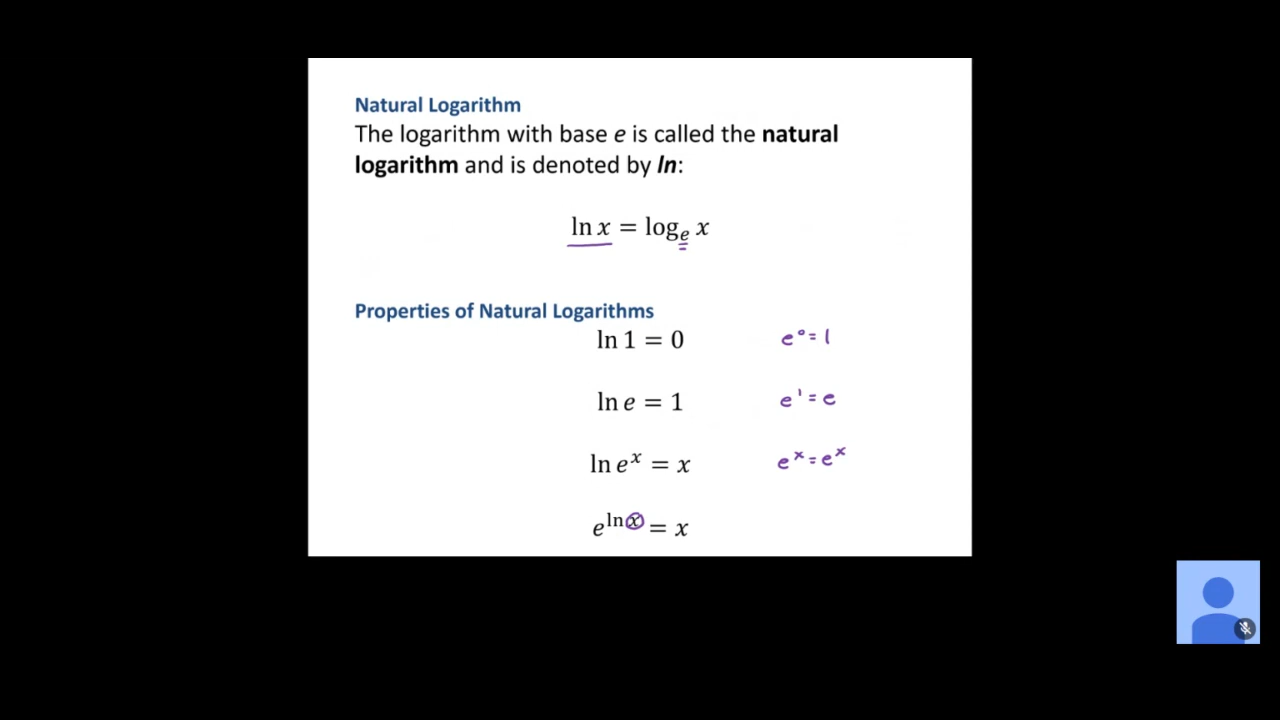 Natural Logarithm
The logarithm with base e is called the natural
logarithm and is denoted by ln:
ln x = logₑ x
Properties of Natural Logarithms
ln 1 = 0 e⁰ = 1
ln e = 1 e¹ = e
ln eˣ = x eˣ = eˣ
e^(ln x) = x